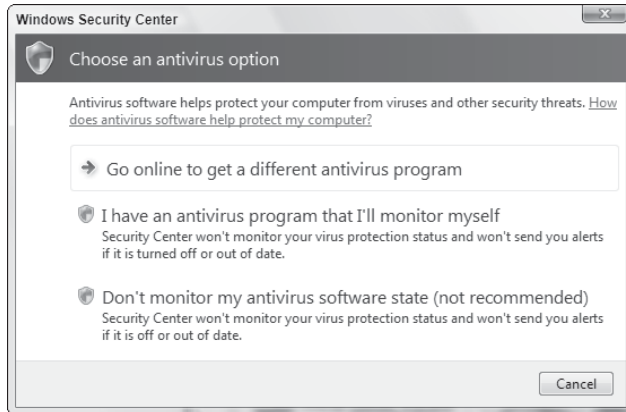 Windows Security Center
Choose an antivirus option
Antivirus software helps protect your computer from viruses and other security threats. How
does antivirus software help protect my computer?
Go online to get a different antivirus program
I have an antivirus program that I'll monitor myself
Security Center won't monitor your virus protection status and won't send you alerts
if it is turned off or out of date.
Don't monitor my antivirus software state (not recommended)
Security Center won't monitor your virus protection status and won't send you alerts
if it is off or out of date.
Cancel